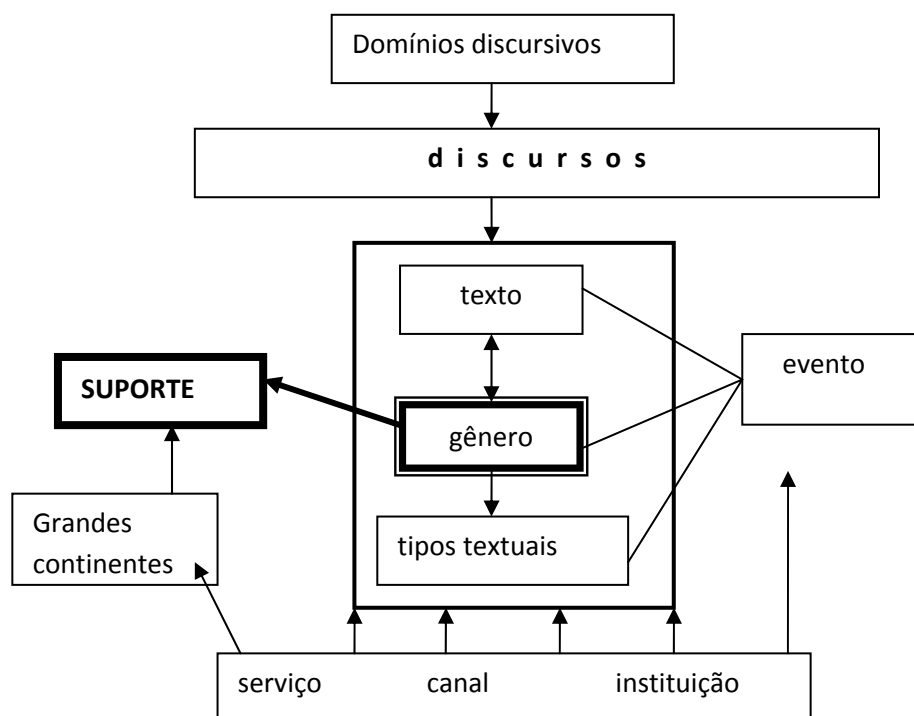 Domínios discursivos
d i s c u r s o s
texto
evento
SUPORTE
gênero
Grandes
continentes
tipos textuais
serviço canal instituição